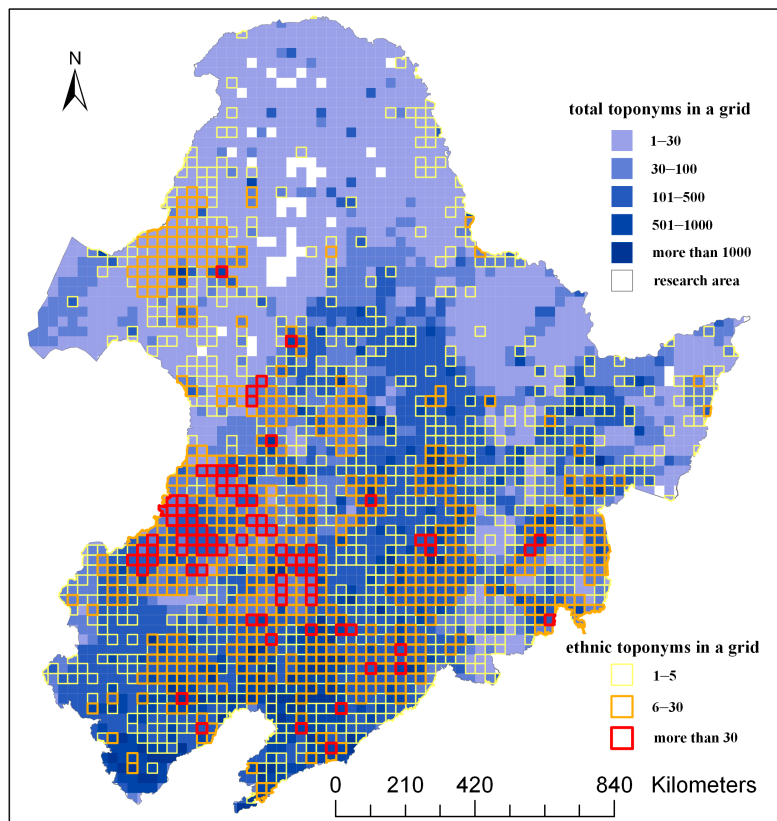 N
total toponyms in a grid
1–30
30–100
101–500
501–1000
more than 1000
research area
ethnic toponyms in a grid
1–5
6–30
more than 30
0 210 420 840 Kilometers